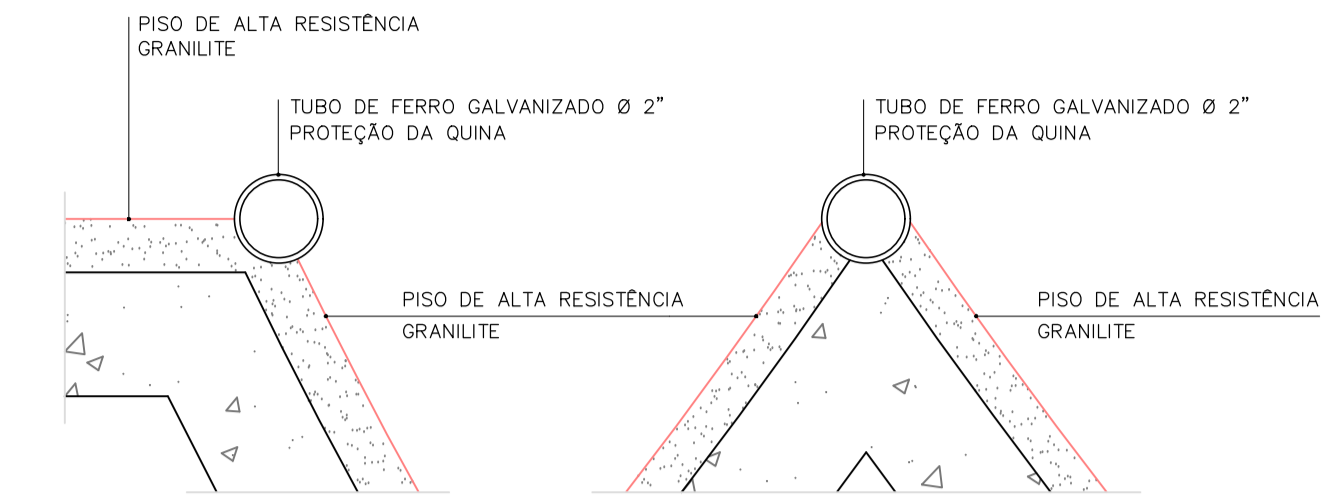 PISO DE ALTA RESISTÊNCIA
GRANILITE
TUBO DE FERRO GALVANIZADO Ø 2”
PROTEÇÃO DA QUINA
TUBO DE FERRO GALVANIZADO Ø 2”
PROTEÇÃO DA QUINA
PISO DE ALTA RESISTÊNCIA
GRANILITE
PISO DE ALTA RESISTÊNCIA
GRANILITE